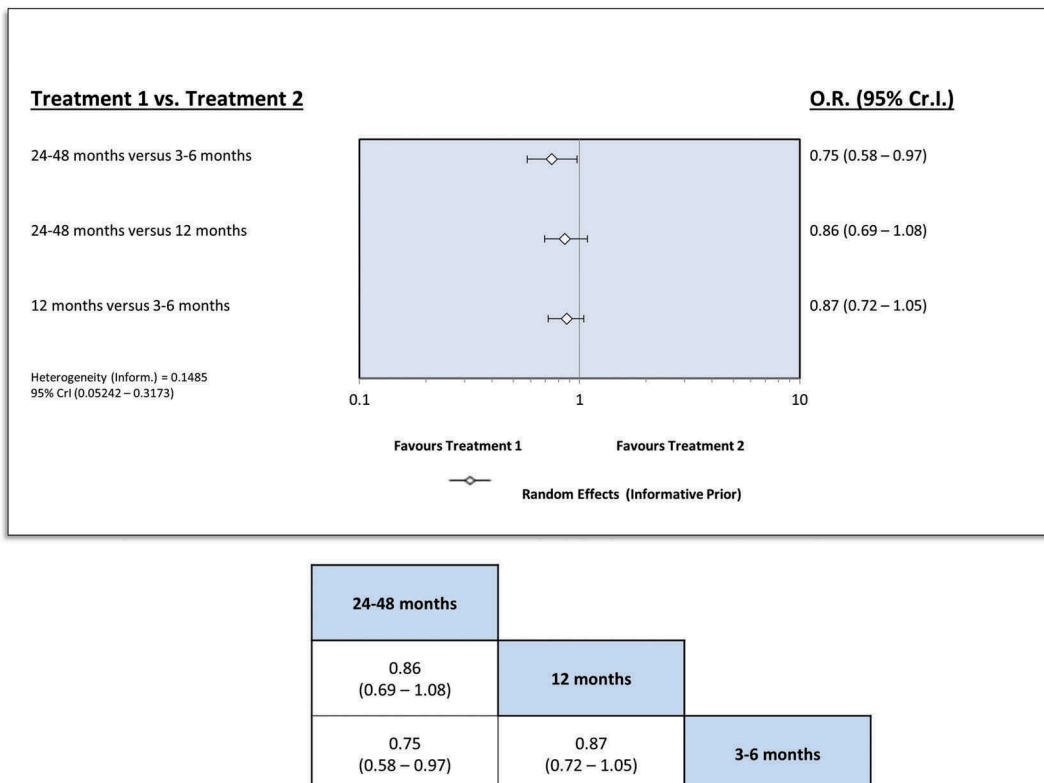 Treatment 1 vs. Treatment 2
O.R. (95% Cr.I.)
24-48 months versus 3-6 months
0.75 (0.58 – 0.97)
24-48 months versus 12 months
0.86 (0.69 – 1.08)
12 months versus 3-6 months
0.87 (0.72 – 1.05)
Heterogeneity (Inform.) = 0.1485
95% CrI (0.05242 – 0.3173)
0.1
1
10
Favours Treatment 1
Favours Treatment 2
Random Effects (Informative Prior)
24-48 months
0.86
(0.69 – 1.08)
12 months
0.75
(0.58 – 0.97)
0.87
(0.72 – 1.05)
3-6 months